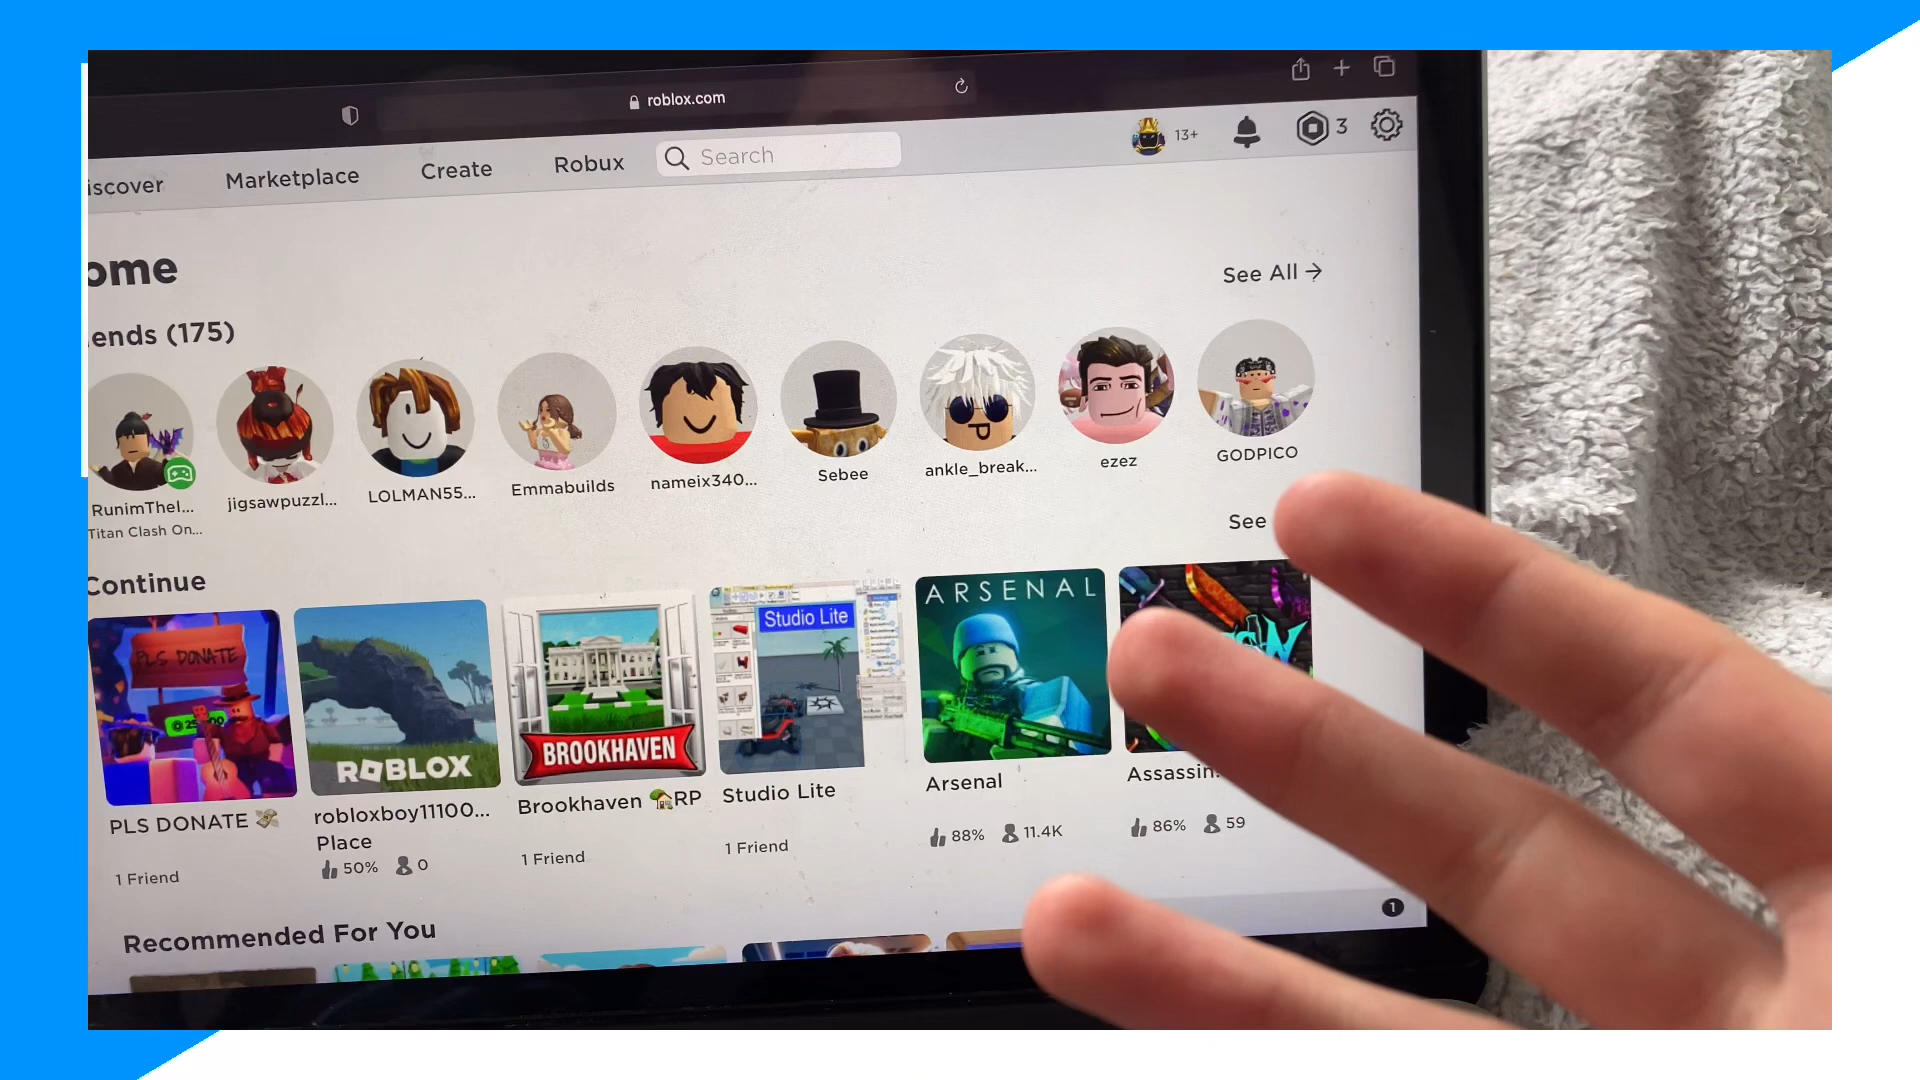 roblox.com
iscover Marketplace Create Robux Search 13+ 3
ome
See All →
ends (175)
RunimTheI... jigsawpuzzl... LOLMAN55... Emmabuilds nameix340... Sebee ankle_break... ezez GODPICO
Titan Clash On...
See
Continue
PLS DONATE
ROBLOX
BROOKHAVEN
Studio Lite
ARSENAL
PLS DONATE 💸 robloxboy11100... Brookhaven 🏡RP Studio Lite Arsenal Assassin
Place
1 Friend 50% 0 1 Friend 1 Friend 88% 11.4K 86% 59
Recommended For You
1